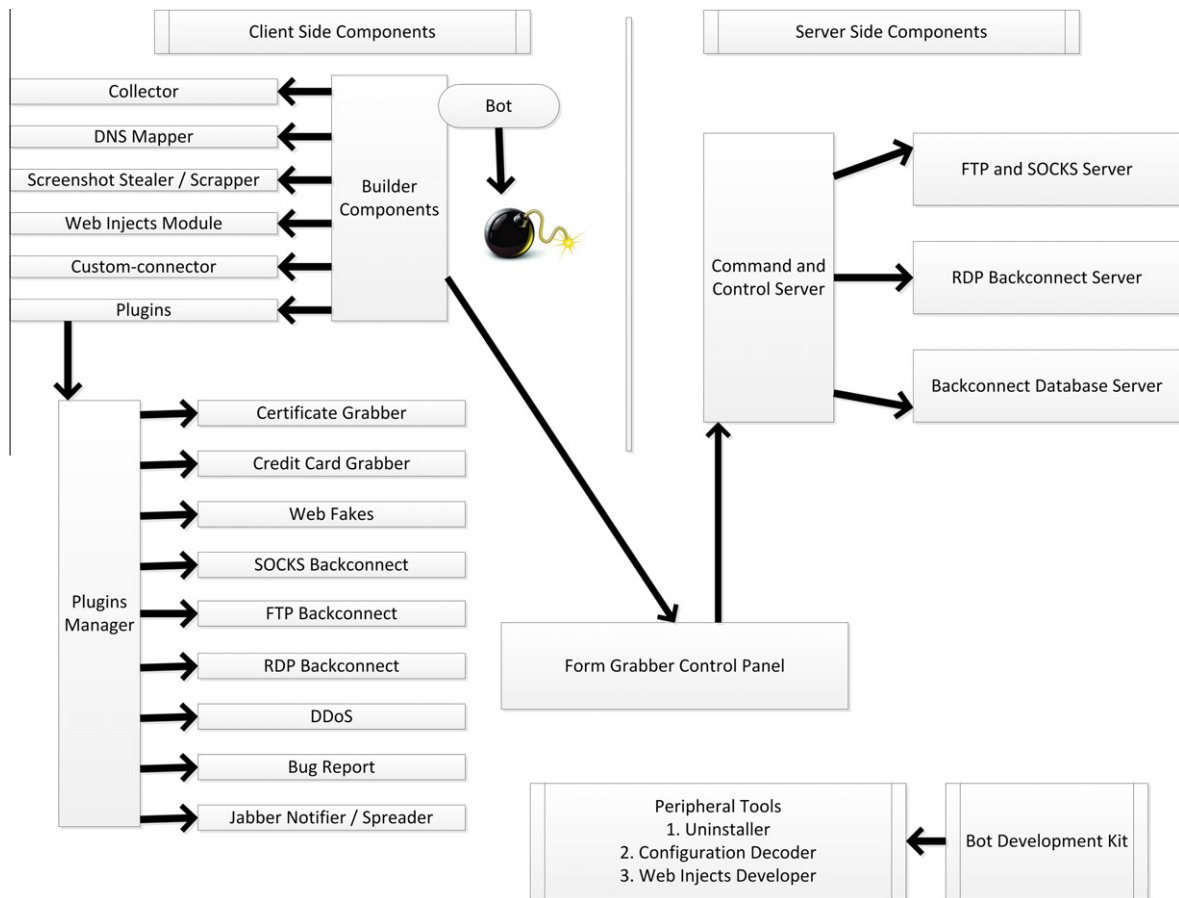 Client Side Components
Server Side Components
Collector
DNS Mapper
Screenshot Stealer / Scrapper
Web Injects Module
Custom-connector
Plugins
Builder
Components
Bot
Command and
Control Server
FTP and SOCKS Server
RDP Backconnect Server
Backconnect Database Server
Plugins
Manager
Certificate Grabber
Credit Card Grabber
Web Fakes
SOCKS Backconnect
FTP Backconnect
RDP Backconnect
DDoS
Bug Report
Jabber Notifier / Spreader
Form Grabber Control Panel
Peripheral Tools
1. Uninstaller
2. Configuration Decoder
3. Web Injects Developer
Bot Development Kit